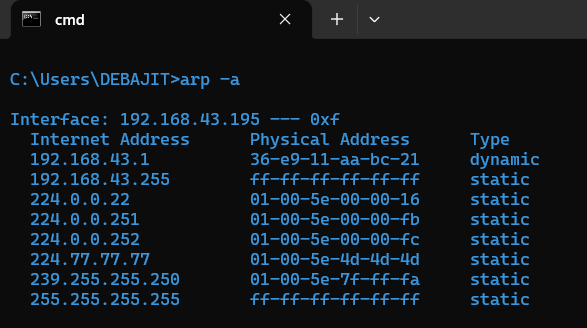 cmd
C:\Users\DEBAJIT>arp -a
Interface: 192.168.43.195 --- 0xf
Internet Address Physical Address Type
192.168.43.1 36-e9-11-aa-bc-21 dynamic
192.168.43.255 ff-ff-ff-ff-ff-ff static
224.0.0.22 01-00-5e-00-00-16 static
224.0.0.251 01-00-5e-00-00-fb static
224.0.0.252 01-00-5e-00-00-fc static
224.77.77.77 01-00-5e-4d-4d-4d static
239.255.255.250 01-00-5e-7f-ff-fa static
255.255.255.255 ff-ff-ff-ff-ff-ff static